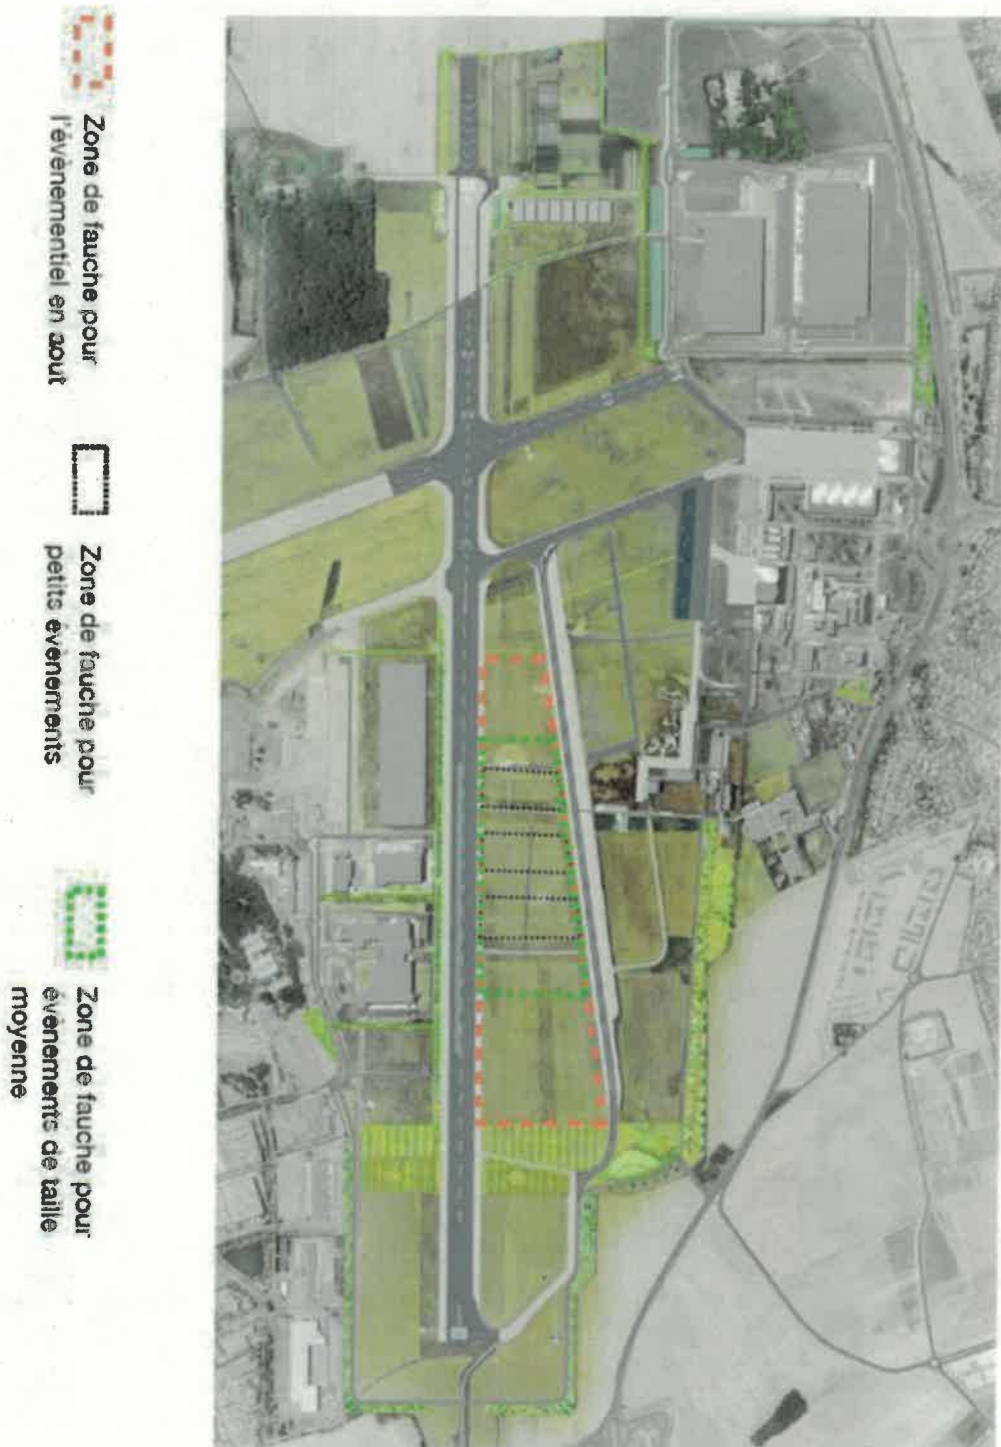 Zone de fauche pour
l'évènementiel en aout
Zone de fauche pour
petits évènements
Zone de fauche pour
évènements de taille
moyenne